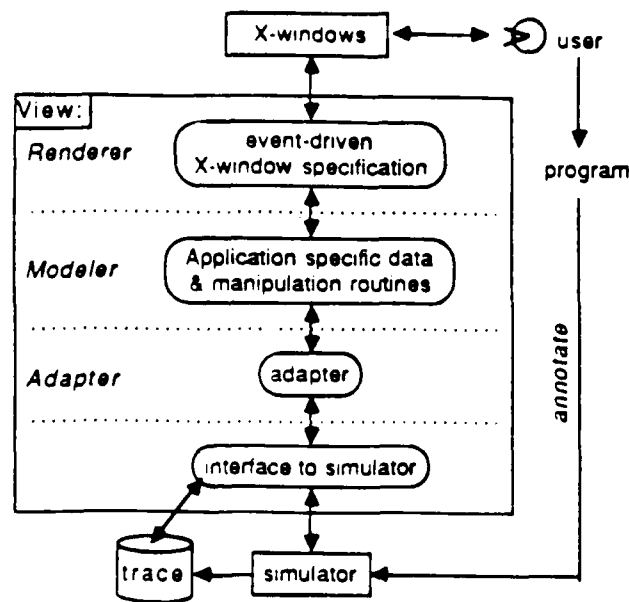 X-windows
user
View:
Renderer
event-driven
X-window specification
program
Modeler
Application specific data
& manipulation routines
annotate
Adapter
adapter
interface to simulator
trace
simulator